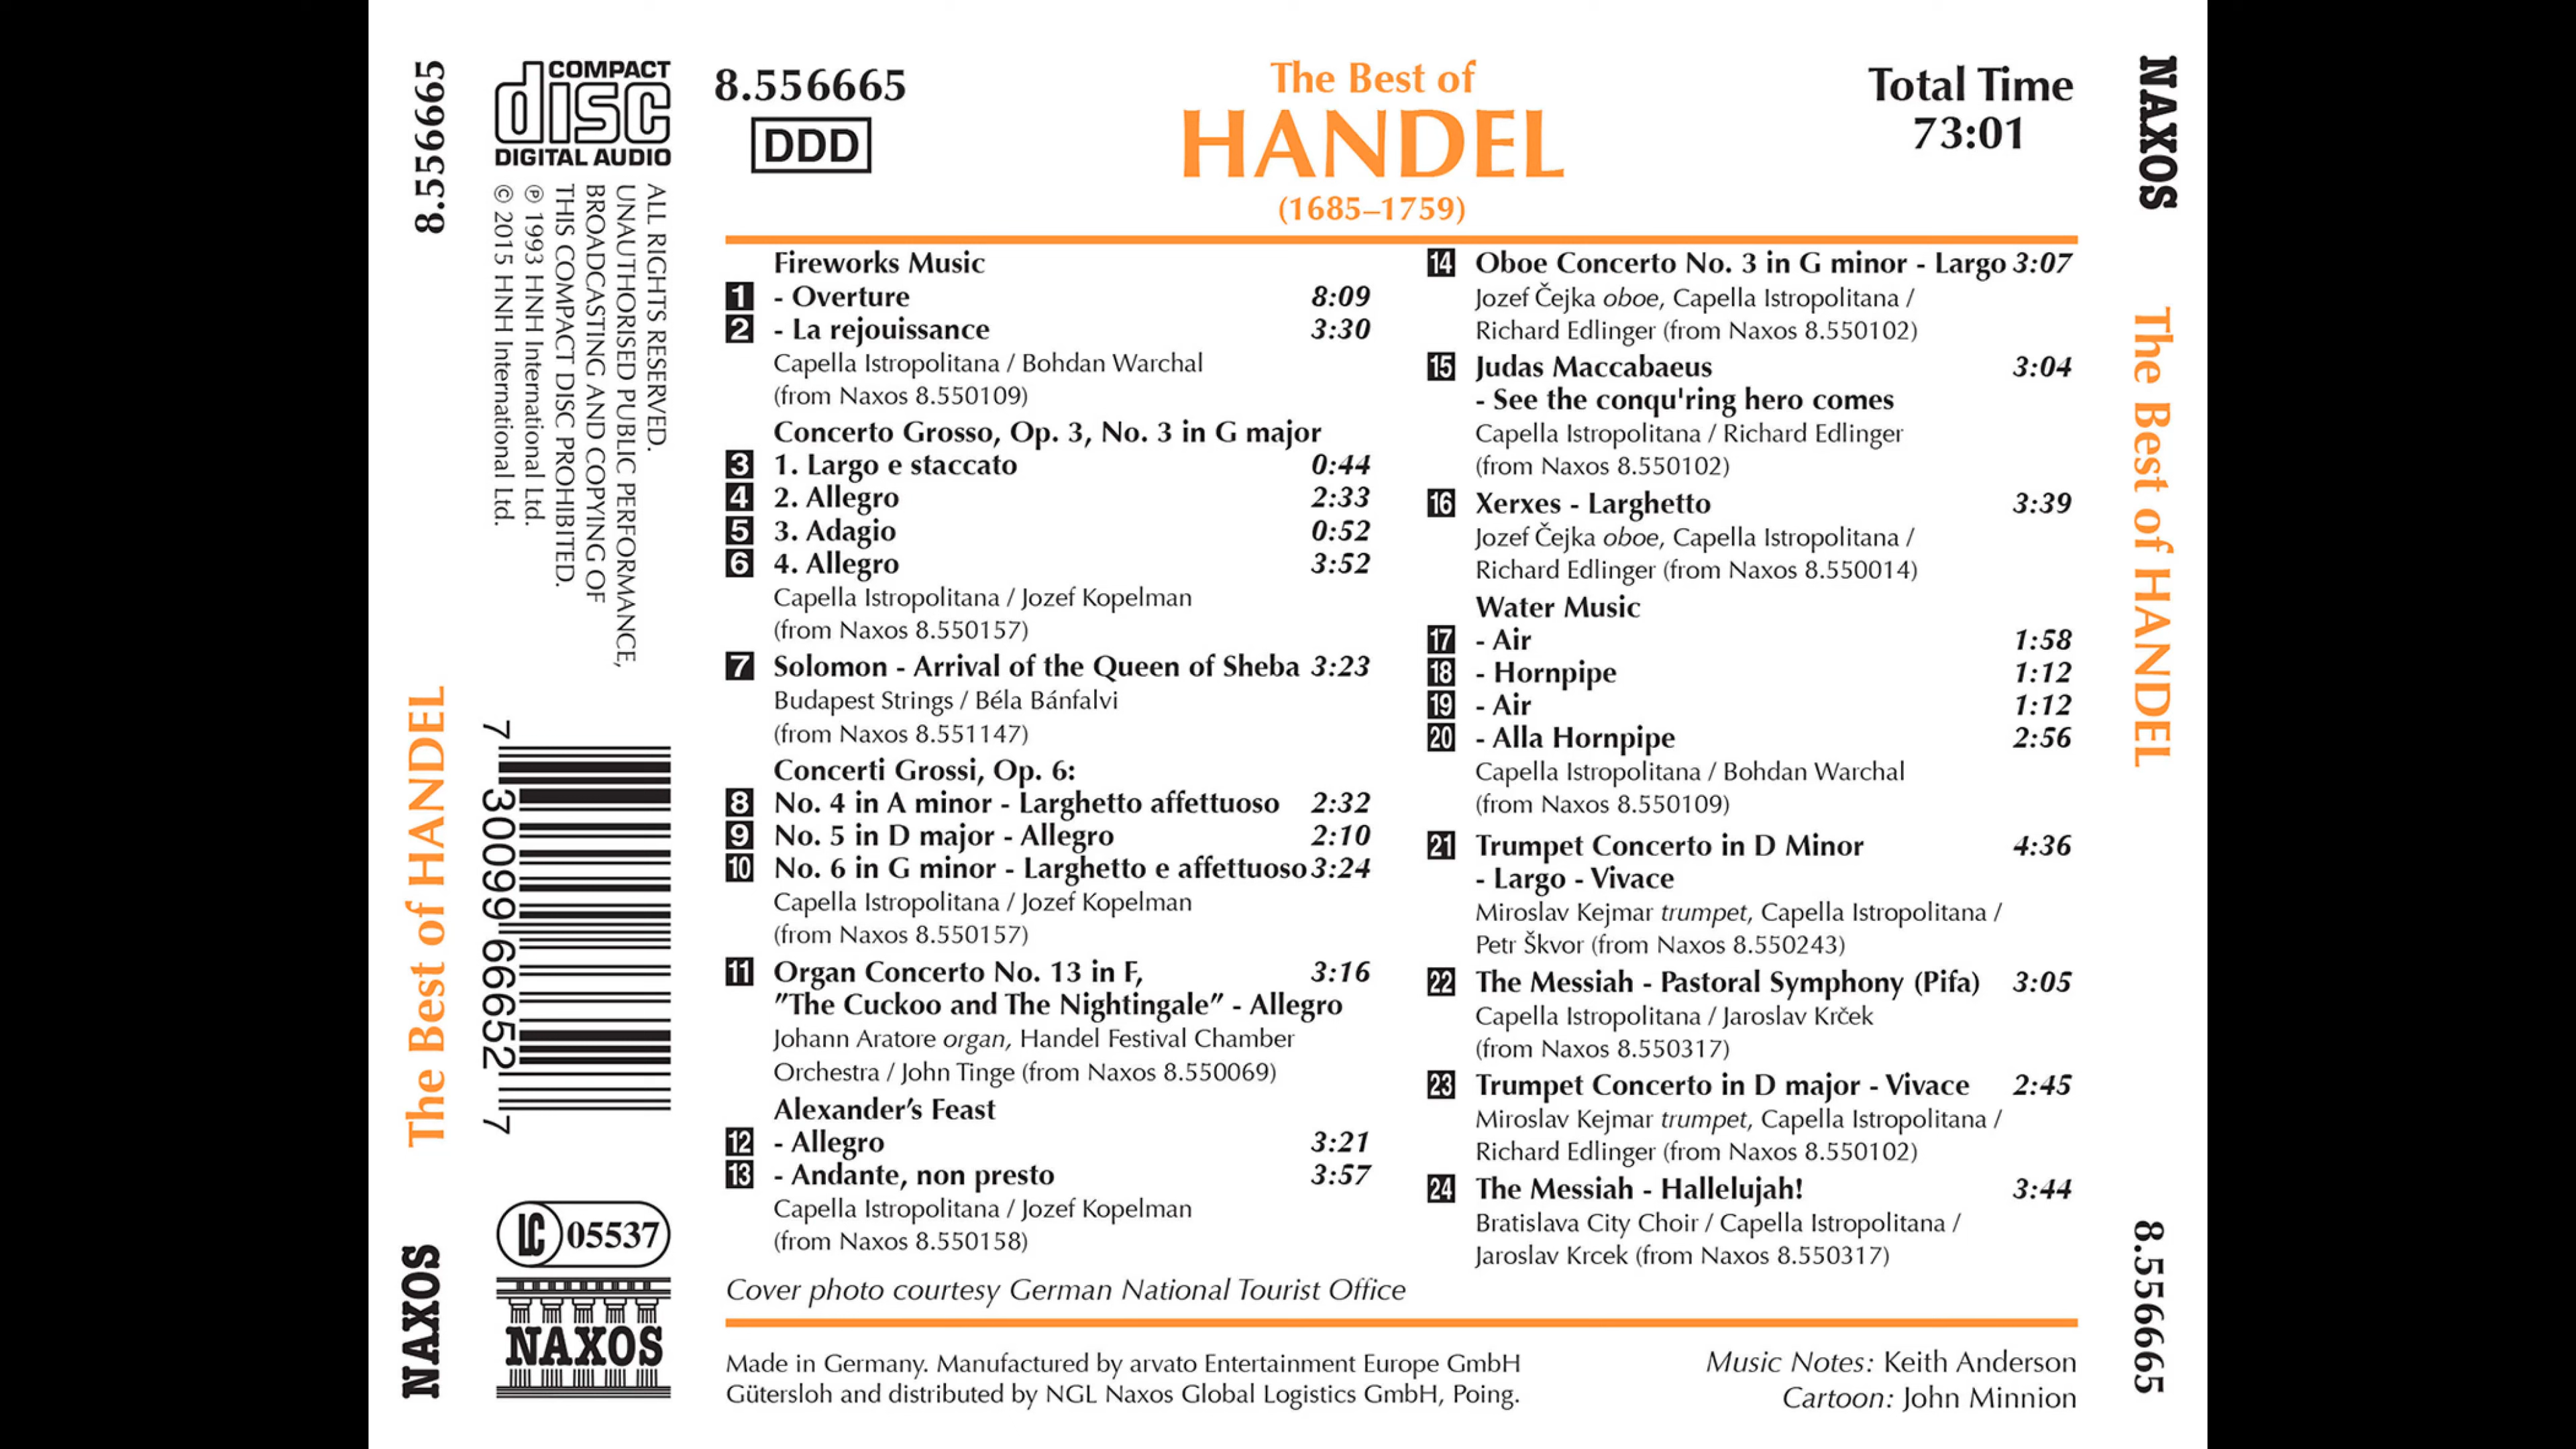 8.556665
The Best of HANDEL
NAXOS
COMPACT
disc
DIGITAL AUDIO
ALL RIGHTS RESERVED.
UNAUTHORISED PUBLIC PERFORMANCE,
BROADCASTING AND COPYING OF
THIS COMPACT DISC PROHIBITED.
℗ 1993 HNH International Ltd.
© 2015 HNH International Ltd.
7 30099 66652 7
LC 05537
NAXOS
8.556665
DDD
The Best of
HANDEL
(1685–1759)
Total Time
73:01
Fireworks Music
1 - Overture 8:09
2 - La rejouissance 3:30
Capella Istropolitana / Bohdan Warchal
(from Naxos 8.550109)
Concerto Grosso, Op. 3, No. 3 in G major
3 1. Largo e staccato 0:44
4 2. Allegro 2:33
5 3. Adagio 0:52
6 4. Allegro 3:52
Capella Istropolitana / Jozef Kopelman
(from Naxos 8.550157)
7 Solomon - Arrival of the Queen of Sheba 3:23
Budapest Strings / Béla Bánfalvi
(from Naxos 8.551147)
Concerti Grossi, Op. 6:
8 No. 4 in A minor - Larghetto affettuoso 2:32
9 No. 5 in D major - Allegro 2:10
10 No. 6 in G minor - Larghetto e affettuoso 3:24
Capella Istropolitana / Jozef Kopelman
(from Naxos 8.550157)
11 Organ Concerto No. 13 in F, 3:16
"The Cuckoo and The Nightingale" - Allegro
Johann Aratore organ, Handel Festival Chamber
Orchestra / John Tinge (from Naxos 8.550069)
Alexander's Feast
12 - Allegro 3:21
13 - Andante, non presto 3:57
Capella Istropolitana / Jozef Kopelman
(from Naxos 8.550158)
14 Oboe Concerto No. 3 in G minor - Largo 3:07
Jozef Čejka oboe, Capella Istropolitana /
Richard Edlinger (from Naxos 8.550102)
15 Judas Maccabaeus 3:04
- See the conqu'ring hero comes
Capella Istropolitana / Richard Edlinger
(from Naxos 8.550102)
16 Xerxes - Larghetto 3:39
Jozef Čejka oboe, Capella Istropolitana /
Richard Edlinger (from Naxos 8.550014)
Water Music
17 - Air 1:58
18 - Hornpipe 1:12
19 - Air 1:12
20 - Alla Hornpipe 2:56
Capella Istropolitana / Bohdan Warchal
(from Naxos 8.550109)
21 Trumpet Concerto in D Minor 4:36
- Largo - Vivace
Miroslav Kejmar trumpet, Capella Istropolitana /
Petr Škvor (from Naxos 8.550243)
22 The Messiah - Pastoral Symphony (Pifa) 3:05
Capella Istropolitana / Jaroslav Krček
(from Naxos 8.550317)
23 Trumpet Concerto in D major - Vivace 2:45
Miroslav Kejmar trumpet, Capella Istropolitana /
Richard Edlinger (from Naxos 8.550102)
24 The Messiah - Hallelujah! 3:44
Bratislava City Choir / Capella Istropolitana /
Jaroslav Krcek (from Naxos 8.550317)
Cover photo courtesy German National Tourist Office
Made in Germany. Manufactured by arvato Entertainment Europe GmbH
Gütersloh and distributed by NGL Naxos Global Logistics GmbH, Poing.
Music Notes: Keith Anderson
Cartoon: John Minnion
NAXOS
The Best of HANDEL
8.556665